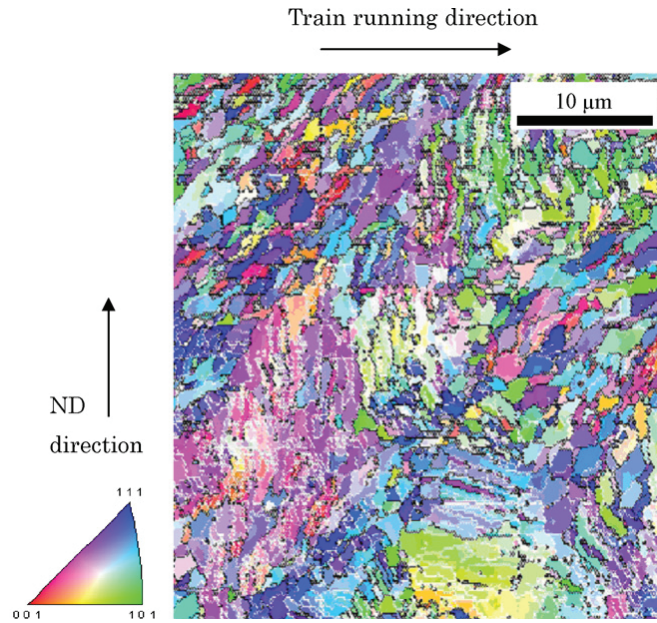 Train running direction
10 μm
ND
direction
1 1 1
0 0 1
1 0 1